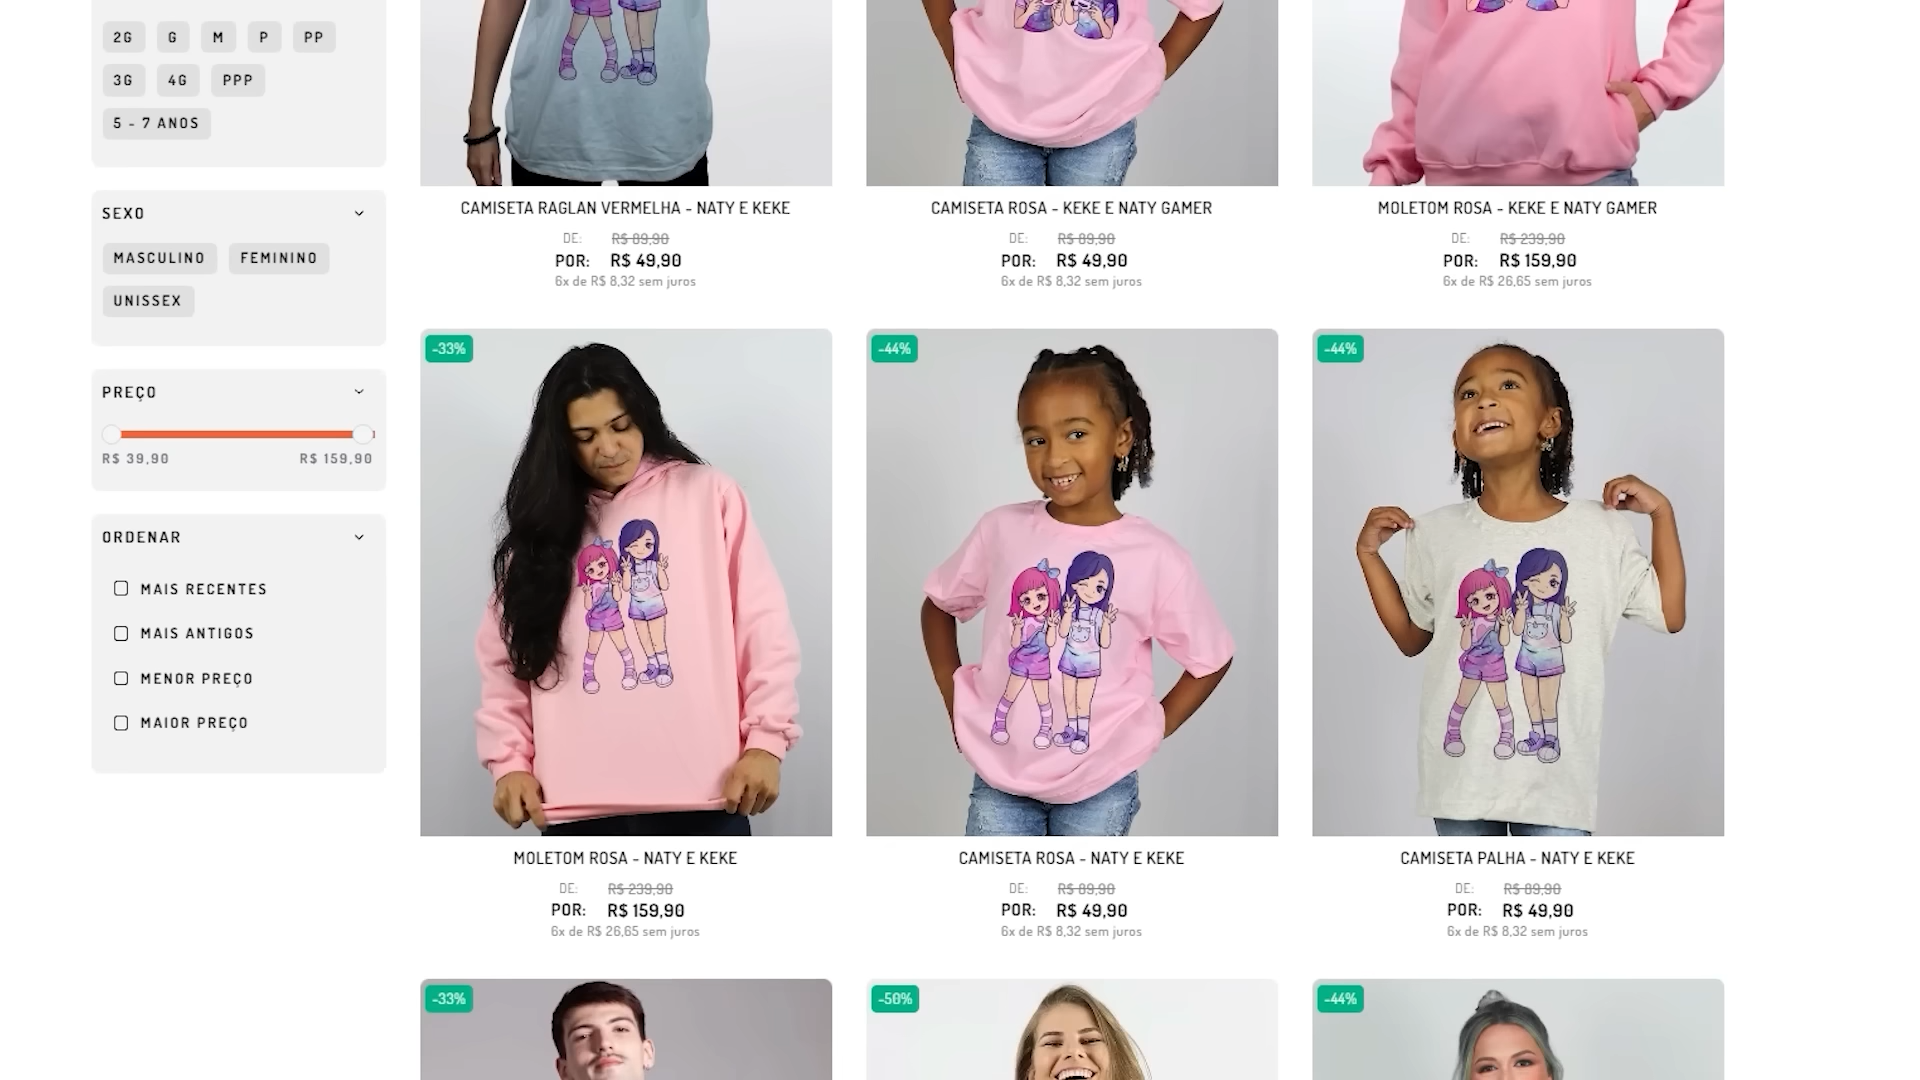 2G G M P PP
3G 4G PPP
5 - 7 ANOS
SEXO
MASCULINO FEMININO
UNISSEX
PREÇO
R$ 39,90 R$ 159,90
ORDENAR
MAIS RECENTES
MAIS ANTIGOS
MENOR PREÇO
MAIOR PREÇO
CAMISETA RAGLAN VERMELHA - NATY E KEKE
DE: R$ 89,90
POR: R$ 49,90
6x de R$ 8,32 sem juros
CAMISETA ROSA - KEKE E NATY GAMER
DE: R$ 89,90
POR: R$ 49,90
6x de R$ 8,32 sem juros
MOLETOM ROSA - KEKE E NATY GAMER
DE: R$ 239,90
POR: R$ 159,90
6x de R$ 26,65 sem juros
-33%
MOLETOM ROSA - NATY E KEKE
DE: R$ 239,90
POR: R$ 159,90
6x de R$ 26,65 sem juros
-44%
CAMISETA ROSA - NATY E KEKE
DE: R$ 89,90
POR: R$ 49,90
6x de R$ 8,32 sem juros
-44%
CAMISETA PALHA - NATY E KEKE
DE: R$ 89,90
POR: R$ 49,90
6x de R$ 8,32 sem juros
-33%
-50%
-44%